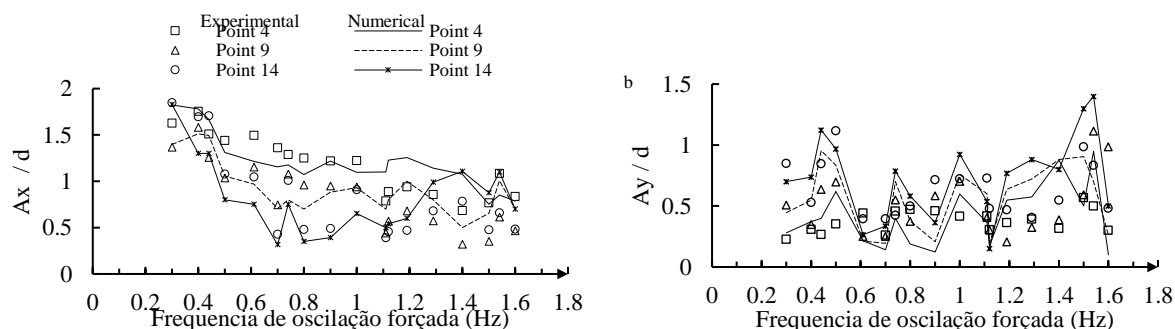 Experimental Numerical
Point 4 Point 4
Point 9 Point 9
Point 14 Point 14
2
1.5
1
0.5
0
0 0.2 0.4 0.6 0.8 1 1.2 1.4 1.6 1.8
Ax / d
Frequencia de oscilação forçada (Hz)
b
1.5
1
0.5
0
0 0.2 0.4 0.6 0.8 1 1.2 1.4 1.6 1.8
Ay / d
Frequencia de oscilação forçada (Hz)